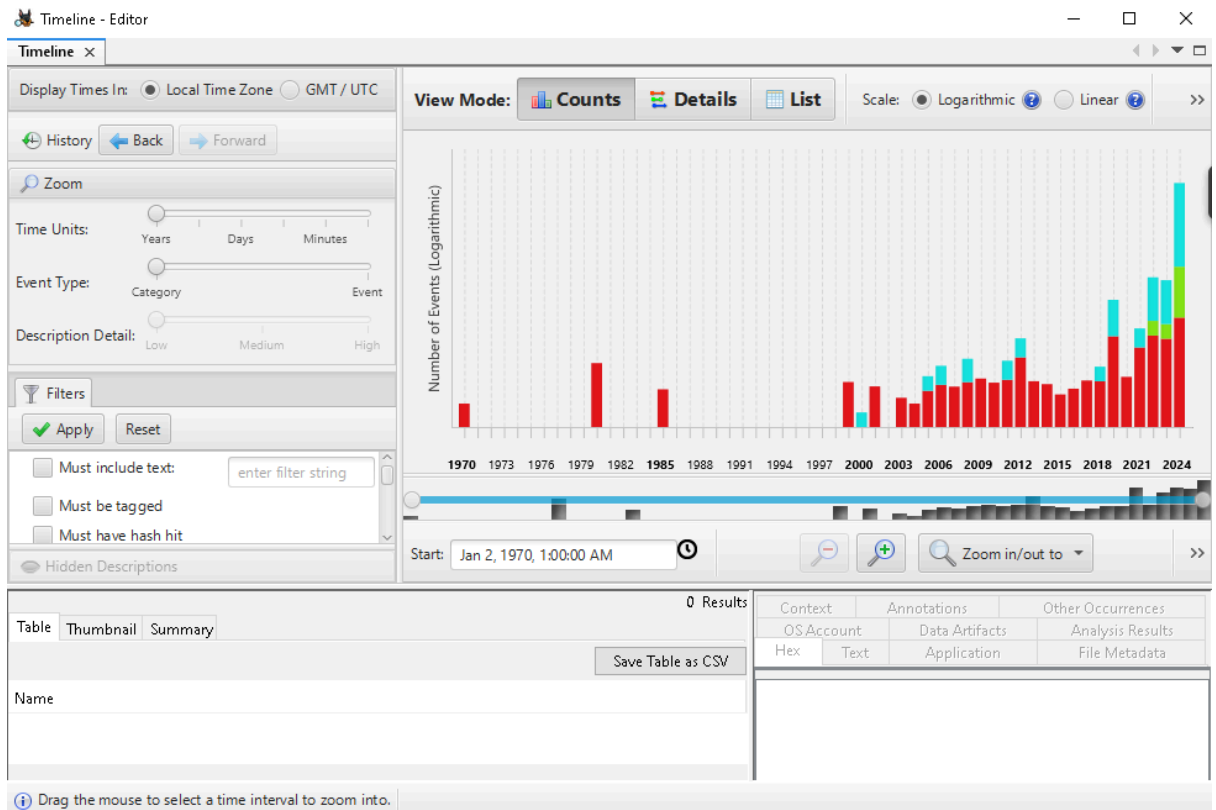 Timeline - Editor
Timeline
Display Times In: Local Time Zone GMT / UTC
History Back Forward
Zoom
Time Units:
Years Days Minutes
Event Type:
Category Event
Description Detail:
Low Medium High
Filters
Apply Reset
Must include text: enter filter string
Must be tagged
Must have hash hit
Hidden Descriptions
View Mode: Counts Details List Scale: Logarithmic Linear
Number of Events (Logarithmic)
1970 1973 1976 1979 1982 1985 1988 1991 1994 1997 2000 2003 2006 2009 2012 2015 2018 2021 2024
Start: Jan 2, 1970, 1:00:00 AM Zoom in/out to
0 Results
Table Thumbnail Summary
Save Table as CSV
Name
Context Annotations Other Occurrences
OS Account Data Artifacts Analysis Results
Hex Text Application File Metadata
Drag the mouse to select a time interval to zoom into.